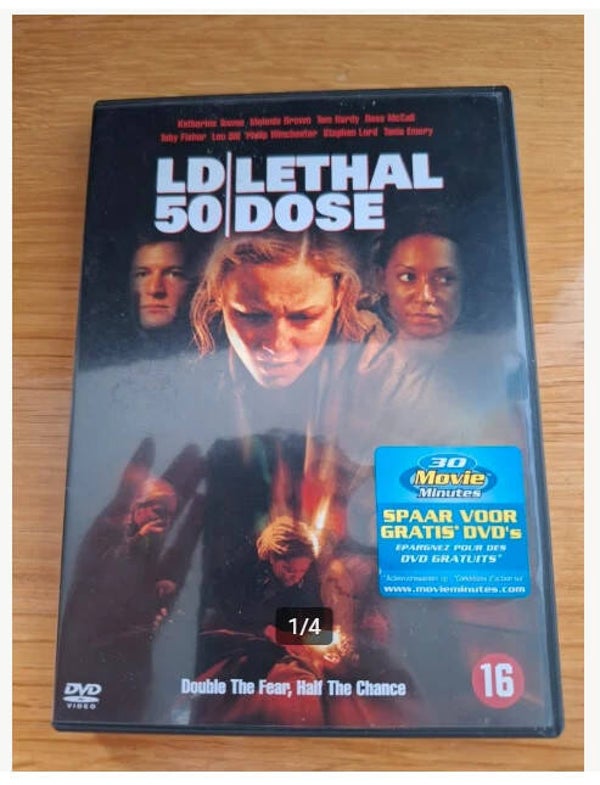 Katharine Towne Melanie Brown Tom Hardy Ross McCall
Toby Fisher Leo Bill Philip Winchester Stephen Lord Tania Emery
LD LETHAL
50 DOSE
30
Movie
Minutes
SPAAR VOOR
GRATIS* DVD's
EPARGNEZ POUR DES
DVD GRATUITS*
www.movieminutes.com
1/4
Double The Fear, Half The Chance
16
DVD
VIDEO